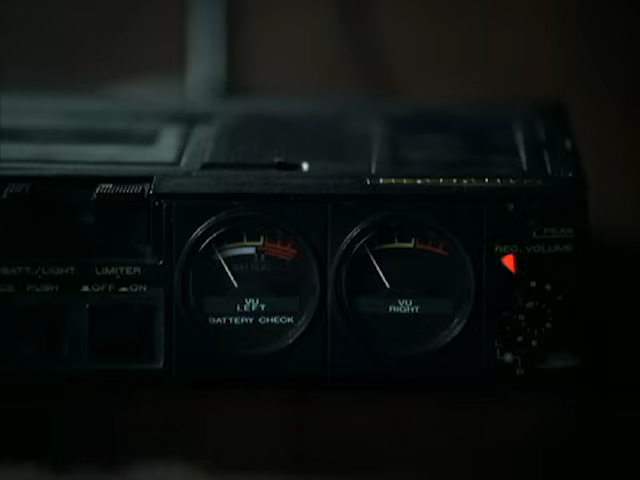 PEAK
REC. VOLUME
BATT./LIGHT LIMITER
PUSH OFF ON
VU
LEFT
BATTERY CHECK
VU
RIGHT